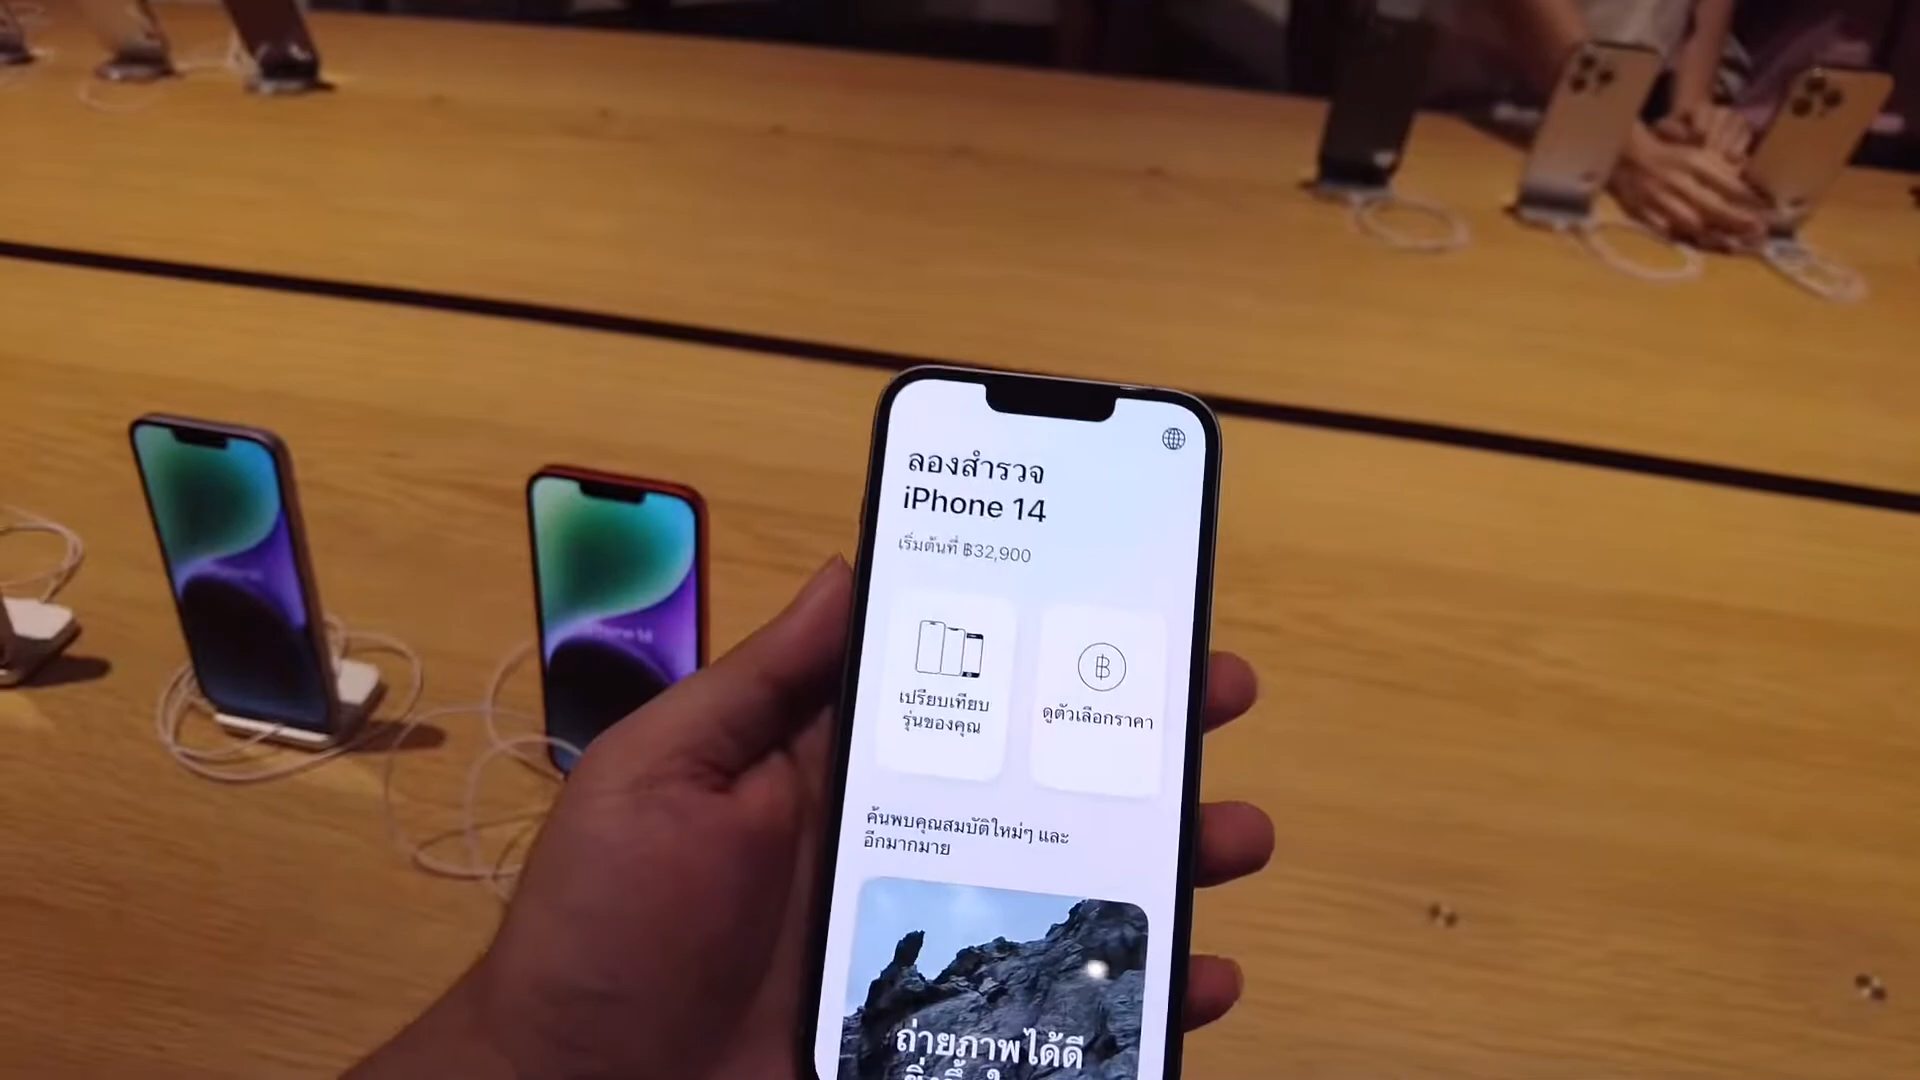 ลองสำรวจ
iPhone 14
เริ่มต้นที่ ฿32,900
เปรียบเทียบ
รุ่นของคุณ
ดูตัวเลือกราคา
ค้นพบคุณสมบัติใหม่ๆ และ
อีกมากมาย
ถ่ายภาพได้ดี